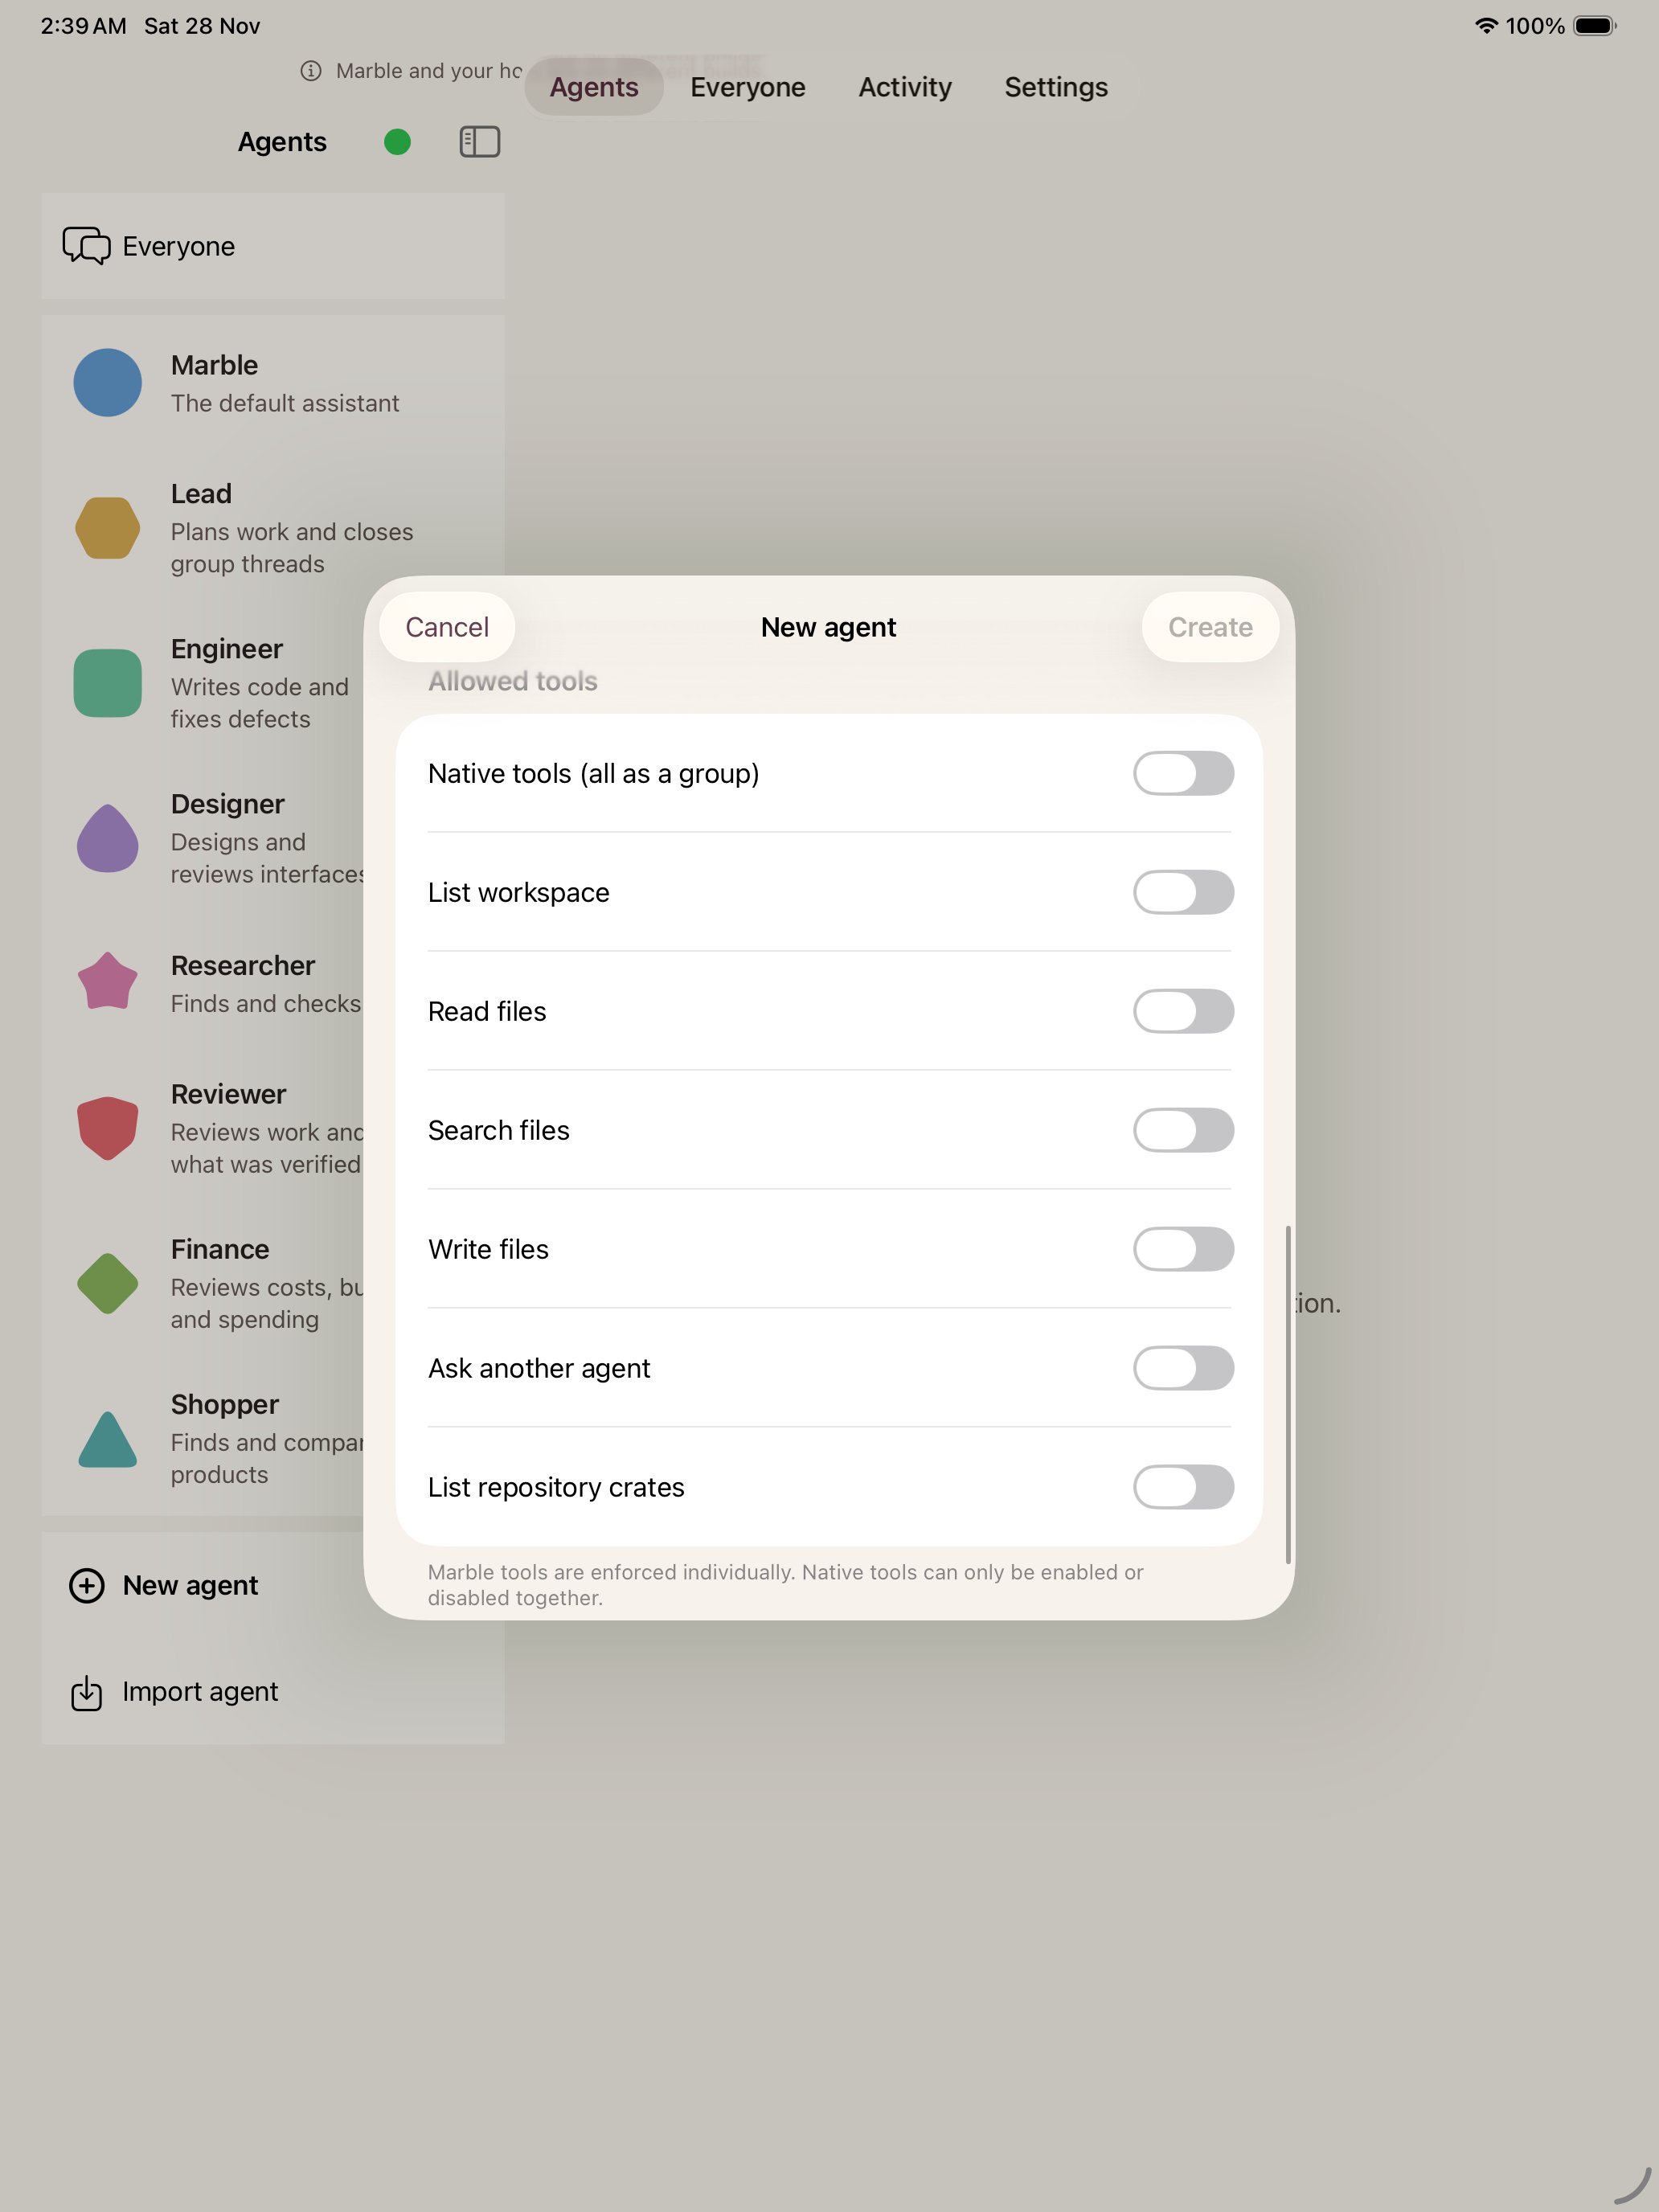 2:39 AM Sat 28 Nov
100%
Marble and your
Agents Everyone Activity Settings
Agents
Everyone
Marble
The default assistant
Lead
Plans work and closes
group threads
Engineer
Writes code and
fixes defects
Designer
Designs and
reviews interfaces
Researcher
Finds and checks
Reviewer
Reviews work and
what was verified
Finance
Reviews costs,
and spending
Shopper
Finds and
products
New agent
Import agent
Cancel
New agent
Create
Allowed tools
Native tools (all as a group)
List workspace
Read files
Search files
Write files
Ask another agent
List repository crates
Marble tools are enforced individually. Native tools can only be enabled or
disabled together.